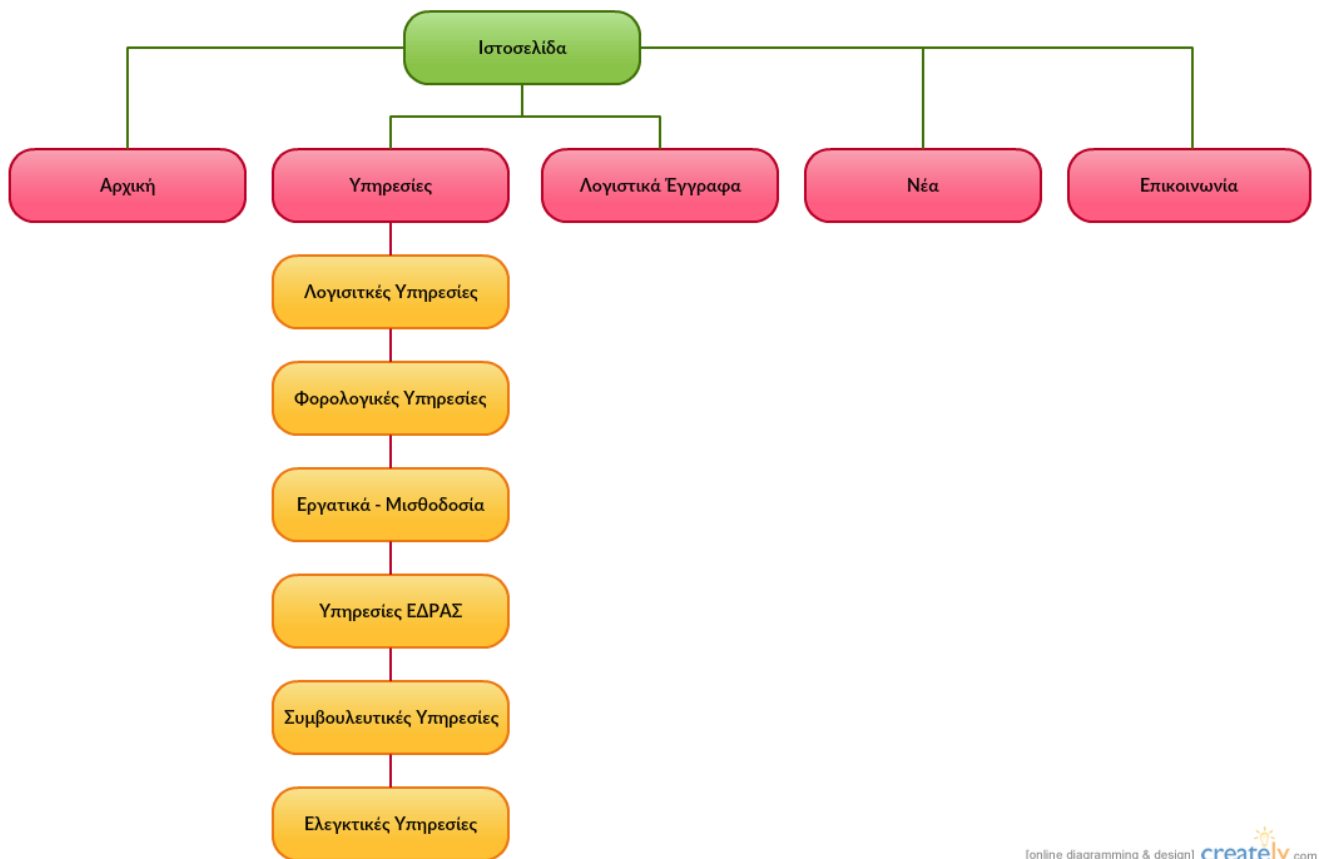 Ιστοσελίδα
Αρχική
Υπηρεσίες
Λογιστικά Έγγραφα
Νέα
Επικοινωνία
Λογισιτκές Υπηρεσίες
Φορολογικές Υπηρεσίες
Εργατικά - Μισθοδοσία
Υπηρεσίες ΕΔΡΑΣ
Συμβουλευτικές Υπηρεσίες
Ελεγκτικές Υπηρεσίες
[online diagramming & design] creately.com